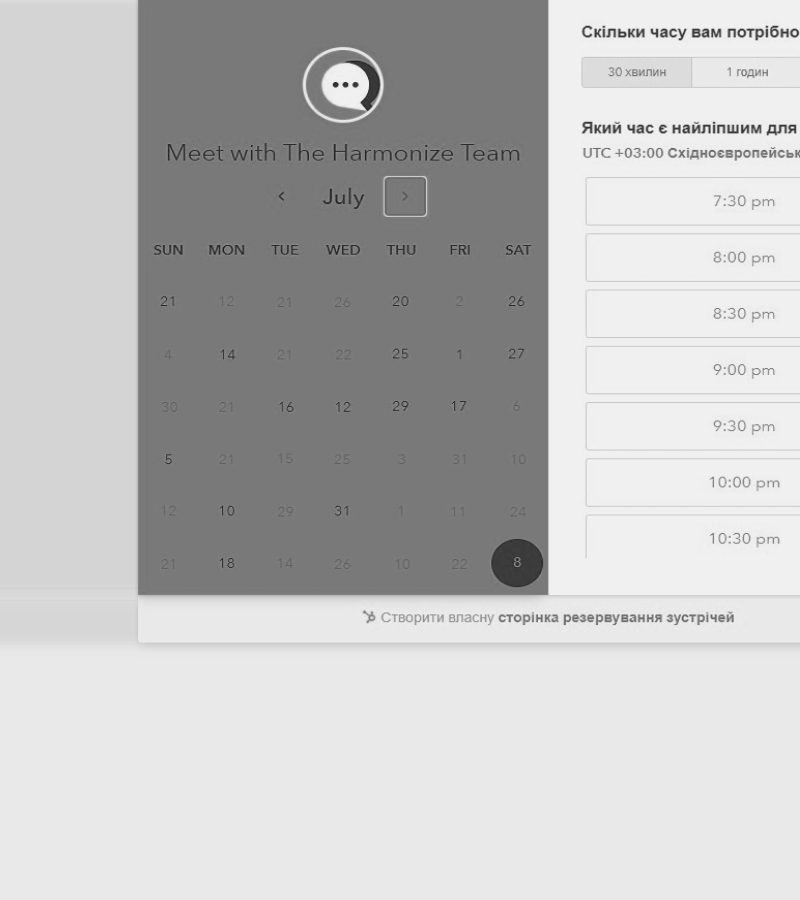 Meet with The Harmonize Team
July
SUN MON TUE WED THU FRI SAT
21 12 21 26 20 2 26
4 14 21 22 25 1 27
30 21 16 12 29 17 6
5 21 15 25 3 31 10
12 10 29 31 1 11 24
21 18 14 26 10 22 8
Скільки часу вам потрібно
30 хвилин 1 годин
Який час є найліпшим для
UTC +03:00 Східноєвропейськ
7:30 pm
8:00 pm
8:30 pm
9:00 pm
9:30 pm
10:00 pm
10:30 pm
Створити власну сторінка резервування зустрічей